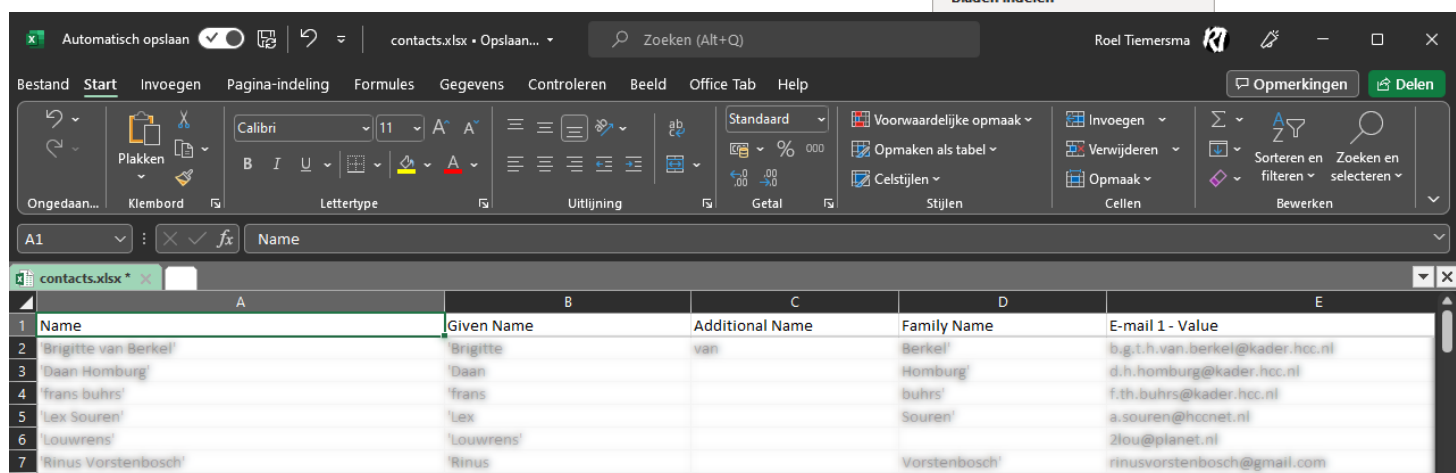 Bladen indelen
Automatisch opslaan contacts.xlsx • Opslaan... Zoeken (Alt+Q) Roel Tiemersma RT
Bestand Start Invoegen Pagina-indeling Formules Gegevens Controleren Beeld Office Tab Help Opmerkingen Delen
Plakken
Calibri 11
B I U
Standaard
% 000
Voorwaardelijke opmaak
Opmaken als tabel
Celstijlen
Invoegen
Verwijderen
Opmaak
Sorteren en filteren
Zoeken en selecteren
Ongedaan... Klembord Lettertype Uitlijning Getal Stijlen Cellen Bewerken
A1 fx Name
contacts.xlsx *
A B C D E
1 Name Given Name Additional Name Family Name E-mail 1 - Value
2 'Brigitte van Berkel' 'Brigitte van Berkel' b.g.t.h.van.berkel@kader.hcc.nl
3 'Daan Homburg' 'Daan Homburg' d.h.homburg@kader.hcc.nl
4 'frans buhrs' 'frans buhrs' f.th.buhrs@kader.hcc.nl
5 'Lex Souren' 'Lex Souren' a.souren@hccnet.nl
6 'Louwrens' 'Louwrens' 2lou@planet.nl
7 'Rinus Vorstenbosch' 'Rinus Vorstenbosch' rinusvorstenbosch@gmail.com